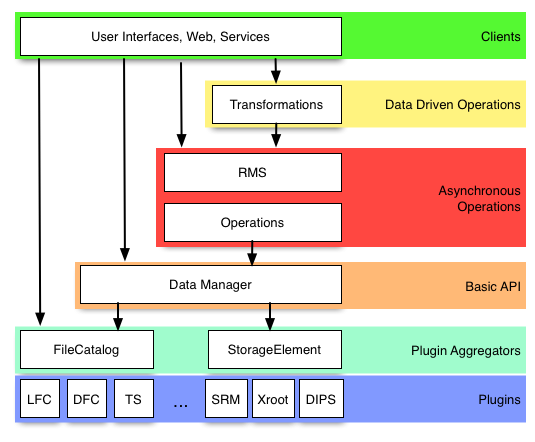 User Interfaces, Web, Services
Clients
Transformations
Data Driven Operations
RMS
Asynchronous
Operations
Operations
Data Manager
Basic API
FileCatalog
StorageElement
Plugin Aggregators
LFC
DFC
TS
...
SRM
Xroot
DIPS
Plugins